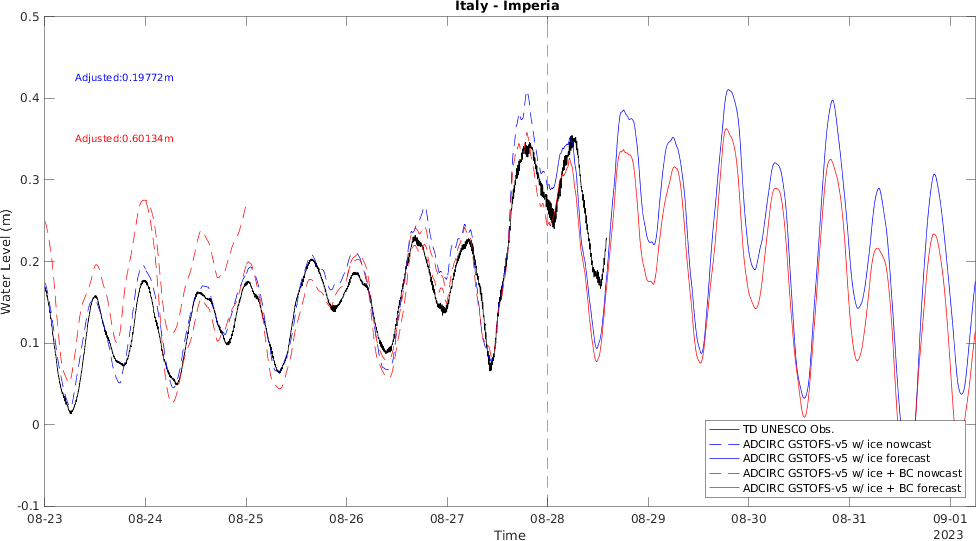 Italy - Imperia
0.5
0.4
0.3
0.2
0.1
0
-0.1
Water Level (m)
Adjusted:0.19772m
Adjusted:0.60134m
TD UNESCO Obs.
ADCIRC GSTOFS-v5 w/ ice nowcast
ADCIRC GSTOFS-v5 w/ ice forecast
ADCIRC GSTOFS-v5 w/ ice + BC nowcast
ADCIRC GSTOFS-v5 w/ ice + BC forecast
08-23 08-24 08-25 08-26 08-27 08-28 08-29 08-30 08-31 09-01
2023
Time